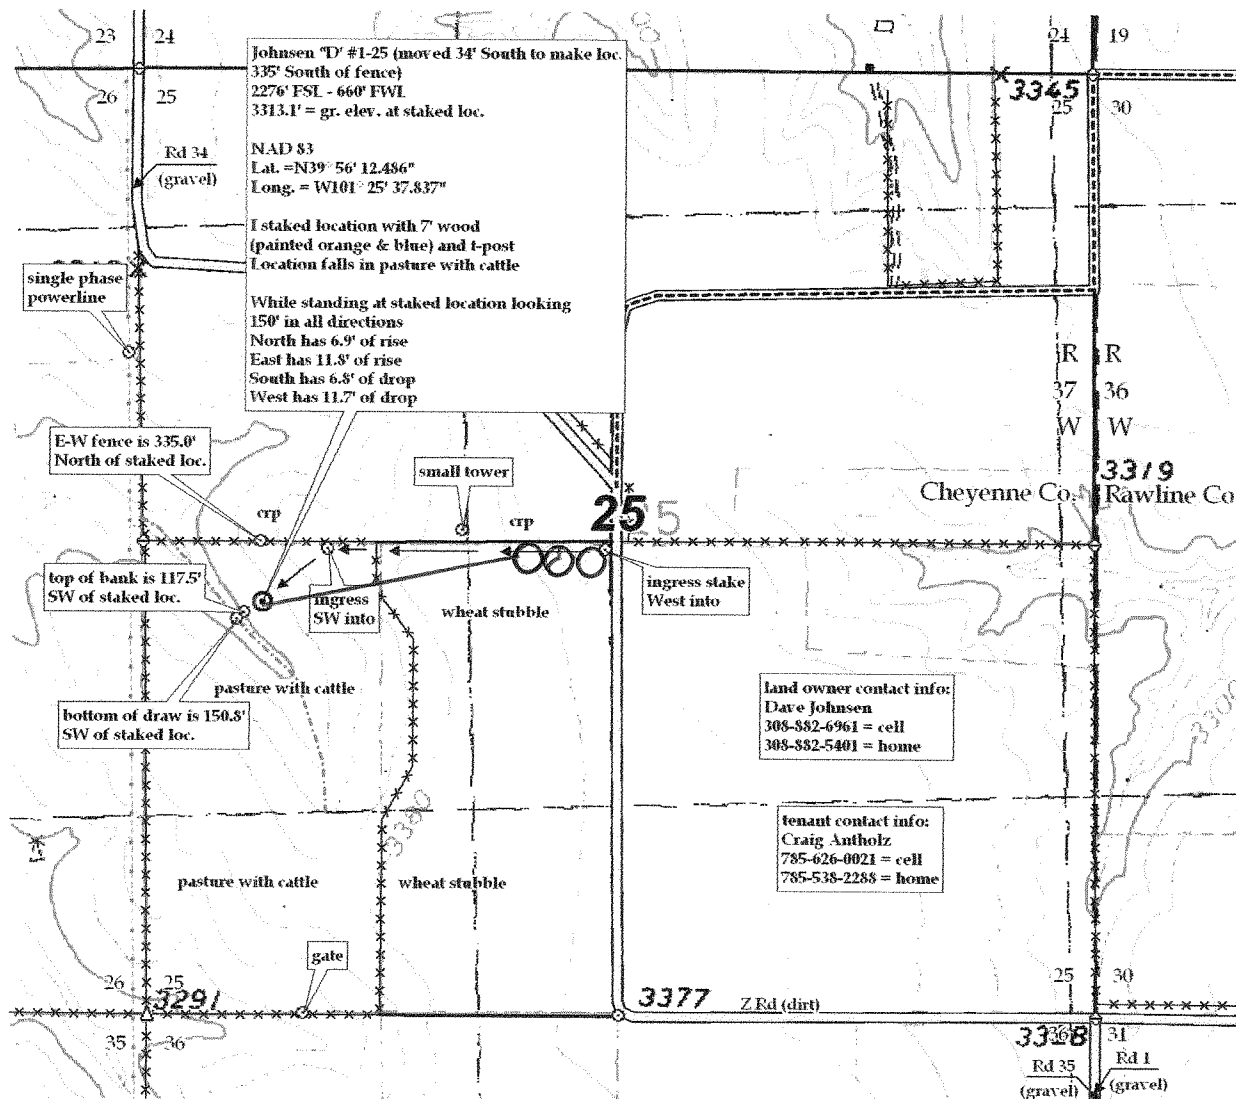 23
24
24
19
Johnsen "D" #1-25 (moved 34' South to make loc.
335' South of fence)
2276' FSL - 660' FWL
3313.1' = gr. elev. at staked loc.
NAD 83
Lat. =N39° 56' 12.486"
Long. = W101° 25' 37.837"
I staked location with 7' wood
(painted orange & blue) and t-post
Location falls in pasture with cattle
While standing at staked location looking
150' in all directions
North has 6.9' of rise
East has 11.8' of rise
South has 6.8' of drop
West has 11.7' of drop
3345
26
25
25
30
Rd 34
(gravel)
single phase
powerline
R R
37 36
W W
E-W fence is 335.0'
North of staked loc.
small tower
3319
Cheyenne Co.
Rawline Co
crp
crp
25
25
top of bank is 117.5'
SW of staked loc.
ingress
SW into
ingress stake
West into
wheat stubble
pasture with cattle
bottom of draw is 150.8'
SW of staked loc.
land owner contact info:
Dave Johnsen
308-882-6961 = cell
308-882-5401 = home
3300
tenant contact info:
Craig Antholz
785-626-0021 = cell
785-538-2288 = home
pasture with cattle
wheat stubble
gate
26
25
25
30
3291
3377
Z Rd (dirt)
35
36
36
31
Rd 35
(gravel)
Rd 1
(gravel)